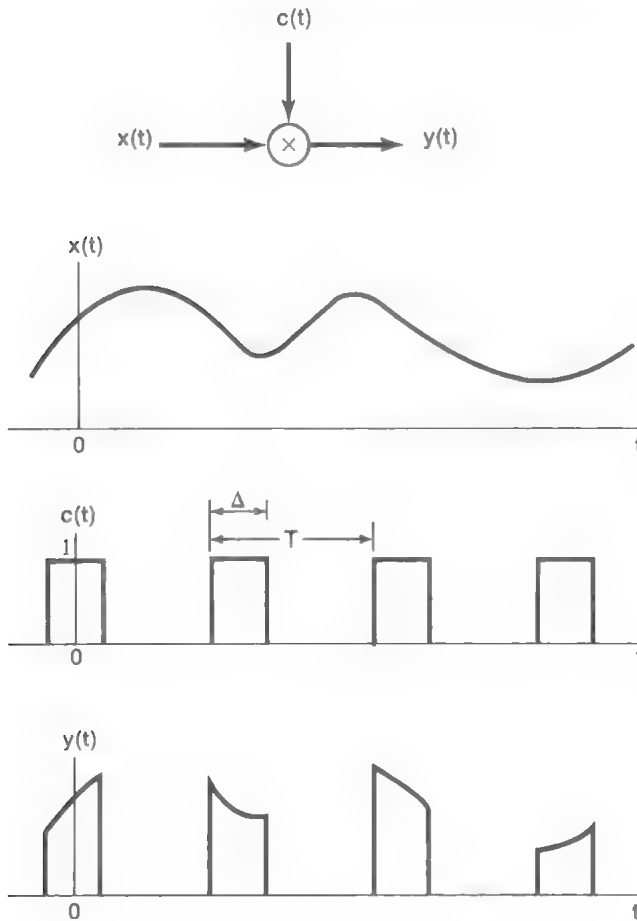 c(t)
x(t) × y(t)
x(t)
0 t
Δ
c(t)
T
1
0 t
y(t)
0 t